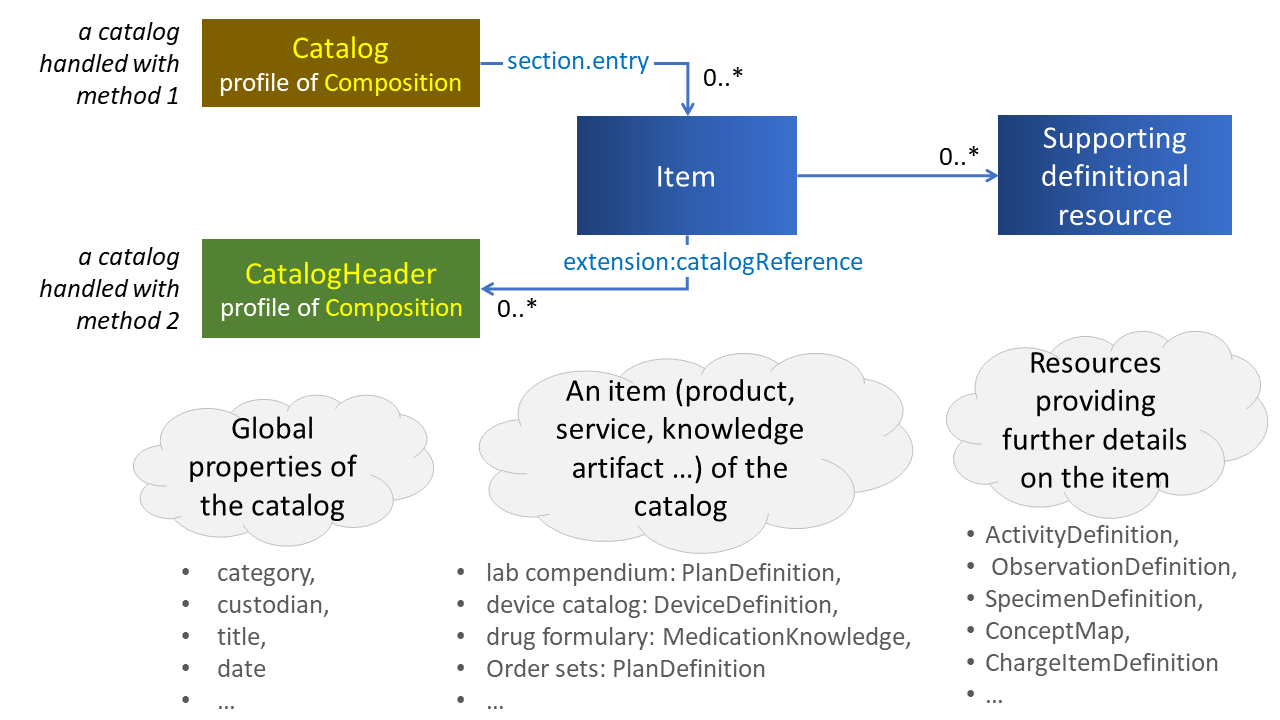 a catalog
handled with
method 1
Catalog
profile of Composition
section.entry
0..*
Item
0..*
Supporting
definitional
resource
a catalog
handled with
method 2
CatalogHeader
profile of Composition
extension:catalogReference
0..*
Global
properties of
the catalog
An item (product,
service, knowledge
artifact ...) of the
catalog
Resources
providing
further details
on the item
• category,
• custodian,
• title,
• date
• ...
• lab compendium: PlanDefinition,
• device catalog: DeviceDefinition,
• drug formulary: MedicationKnowledge,
• Order sets: PlanDefinition
• ...
• ActivityDefinition,
• ObservationDefinition,
• SpecimenDefinition,
• ConceptMap,
• ChargeItemDefinition
• ...